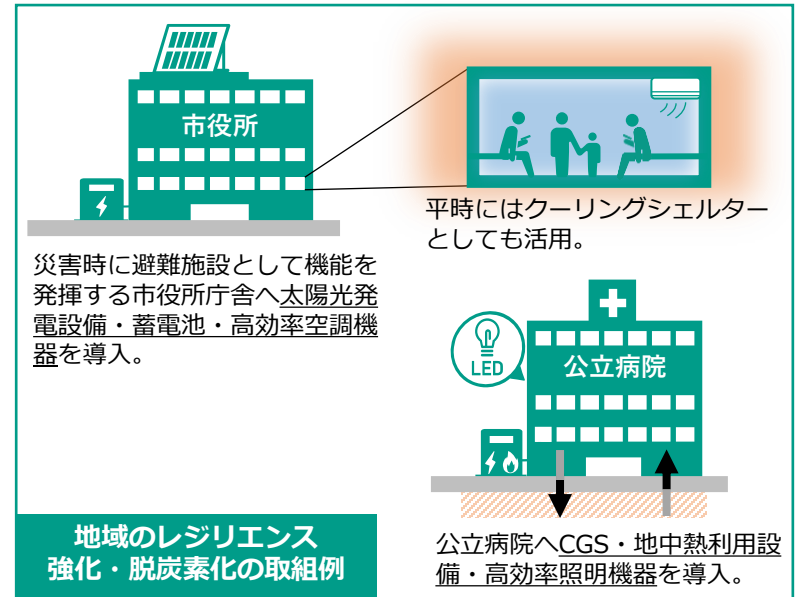 市役所
災害時に避難施設として機能を
発揮する市役所庁舎へ太陽光発
電設備・蓄電池・高効率空調機
器を導入。
平時にはクーリングシェルター
としても活用。
LED
公立病院
公立病院へCGS・地中熱利用設
備・高効率照明機器を導入。
地域のレジリエンス
強化・脱炭素化の取組例